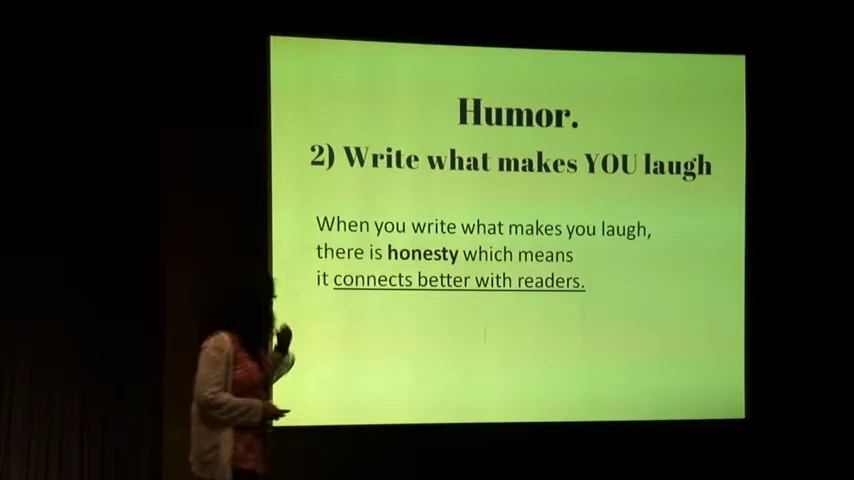 Humor.
2) Write what makes YOU laugh
When you write what makes you laugh,
there is honesty which means
it connects better with readers.